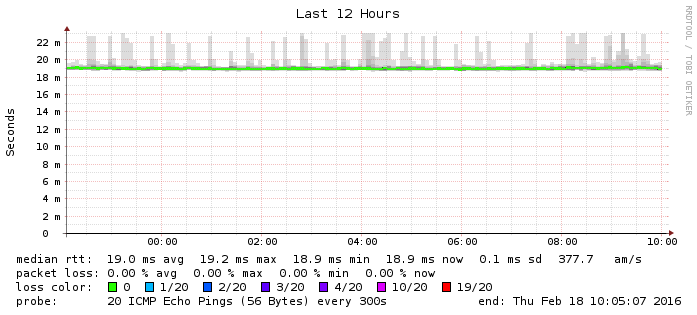 Last 12 Hours
RRDTOOL / TOBI OETIKER
Seconds
22 m
20 m
18 m
16 m
14 m
12 m
10 m
8 m
6 m
4 m
2 m
0
00:00 02:00 04:00 06:00 08:00 10:00
median rtt: 19.0 ms avg 19.2 ms max 18.9 ms min 18.9 ms now 0.1 ms sd 377.7 am/s
packet loss: 0.00 % avg 0.00 % max 0.00 % min 0.00 % now
loss color: 0 1/20 2/20 3/20 4/20 10/20 19/20
probe: 20 ICMP Echo Pings (56 Bytes) every 300s end: Thu Feb 18 10:05:07 2016